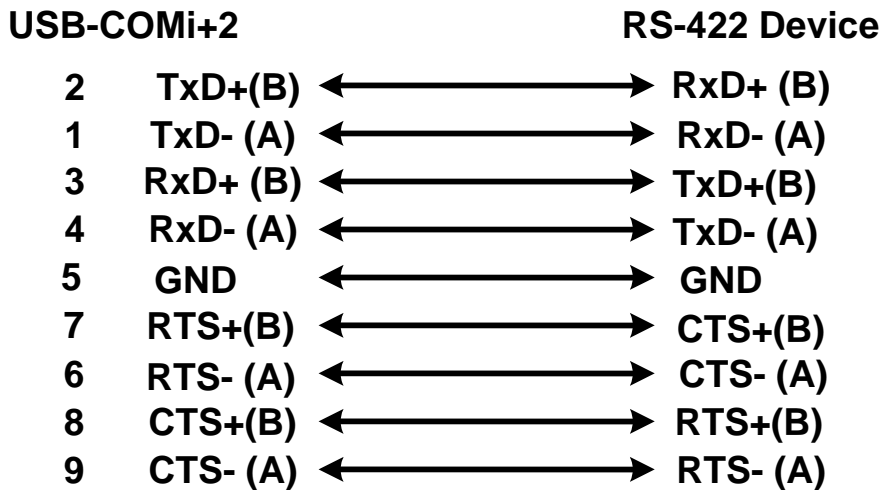 USB-COMi+2 RS-422 Device
2 TxD+(B) RxD+ (B)
1 TxD- (A) RxD- (A)
3 RxD+ (B) TxD+(B)
4 RxD- (A) TxD- (A)
5 GND GND
7 RTS+(B) CTS+(B)
6 RTS- (A) CTS- (A)
8 CTS+(B) RTS+(B)
9 CTS- (A) RTS- (A)